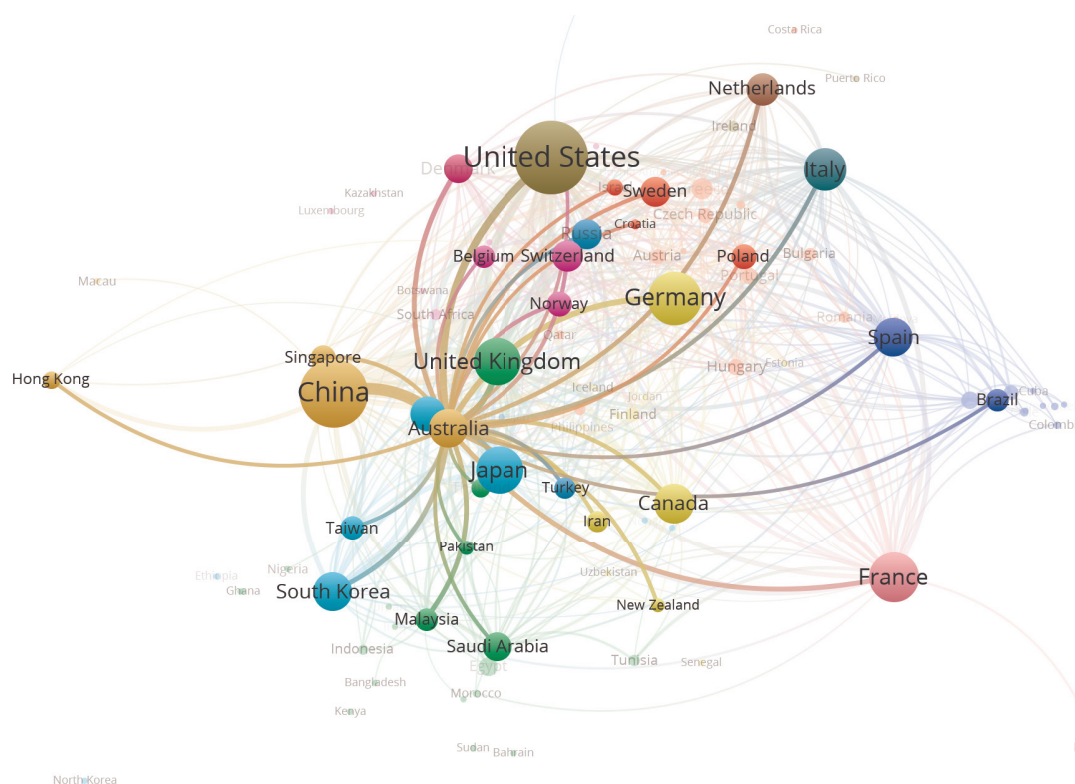 Costa Rica
Puerto Rico
Netherlands
Ireland
United States
Denmark
Italy
Kazakhstan
Sweden
Luxembourg
Czech Republic
Croatia
Russia
Belgium
Switzerland
Austria
Poland
Bulgaria
Portugal
Macau
Botswana
Germany
Norway
South Africa
Romania
Qatar
Spain
Singapore
United Kingdom
Hungary
Estonia
Hong Kong
China
Iceland
Cuba
Jordan
Brazil
Finland
Australia
Philippines
Colomb
Japan
Turkey
Canada
Taiwan
Iran
Pakistan
Nigeria
Uzbekistan
Ethiopia
France
Ghana
South Korea
New Zealand
Malaysia
Saudi Arabia
Indonesia
Tunisia
Senegal
Egypt
Bangladesh
Morocco
Kenya
Sudan
Bahrain
North Korea